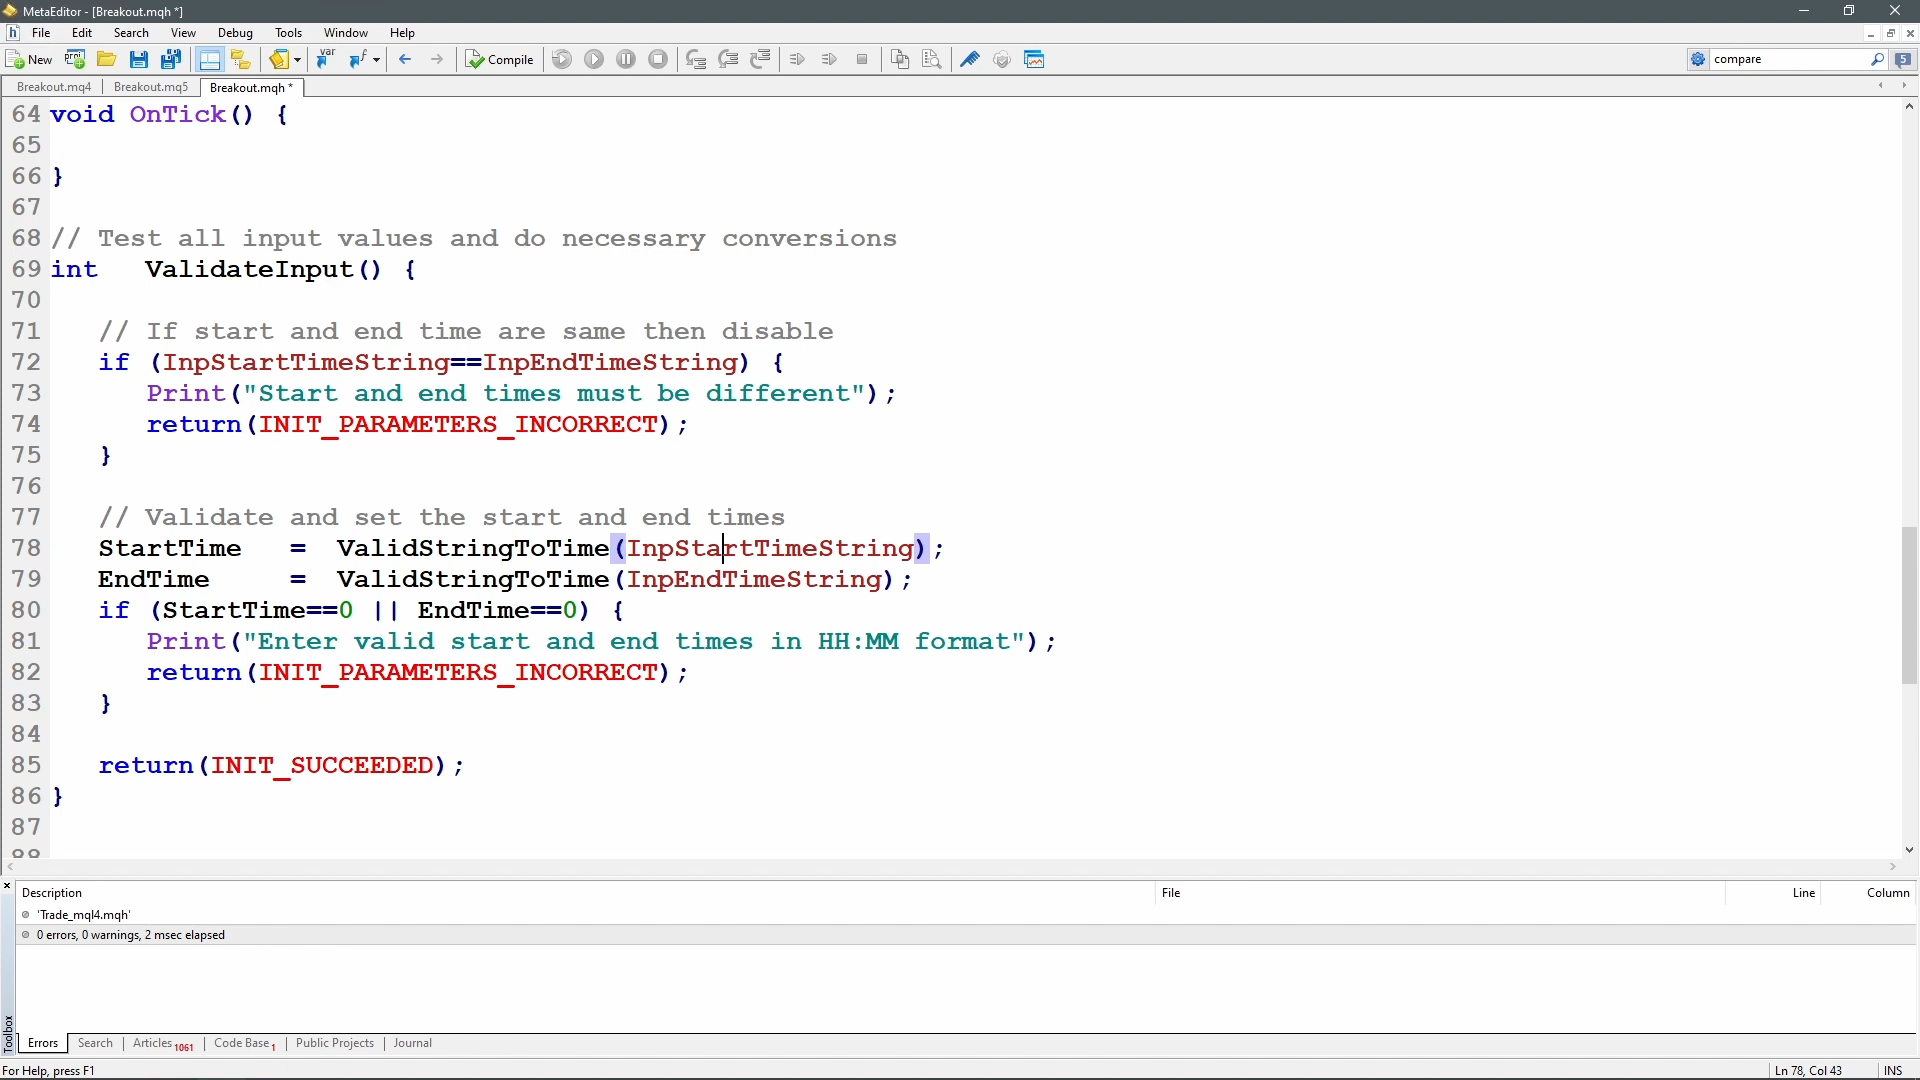 MetaEditor - [Breakout.mqh *]
File Edit Search View Debug Tools Window Help
New proj var f Compile compare 5
Breakout.mq4 Breakout.mq5 Breakout.mqh *
64 void OnTick() {
65
66 }
67
68 // Test all input values and do necessary conversions
69 int   ValidateInput() {
70
71    // If start and end time are same then disable
72    if (InpStartTimeString==InpEndTimeString) {
73       Print("Start and end times must be different");
74       return(INIT_PARAMETERS_INCORRECT);
75    }
76
77    // Validate and set the start and end times
78    StartTime   =  ValidStringToTime(InpStartTimeString);
79    EndTime     =  ValidStringToTime(InpEndTimeString);
80    if (StartTime==0 || EndTime==0) {
81       Print("Enter valid start and end times in HH:MM format");
82       return(INIT_PARAMETERS_INCORRECT);
83    }
84
85    return(INIT_SUCCEEDED);
86 }
87
88
Description File Line Column
'Trade_mql4.mqh'
0 errors, 0 warnings, 2 msec elapsed
Toolbox
Errors Search Articles 1061 Code Base 1 Public Projects Journal
For Help, press F1 Ln 78, Col 43 INS